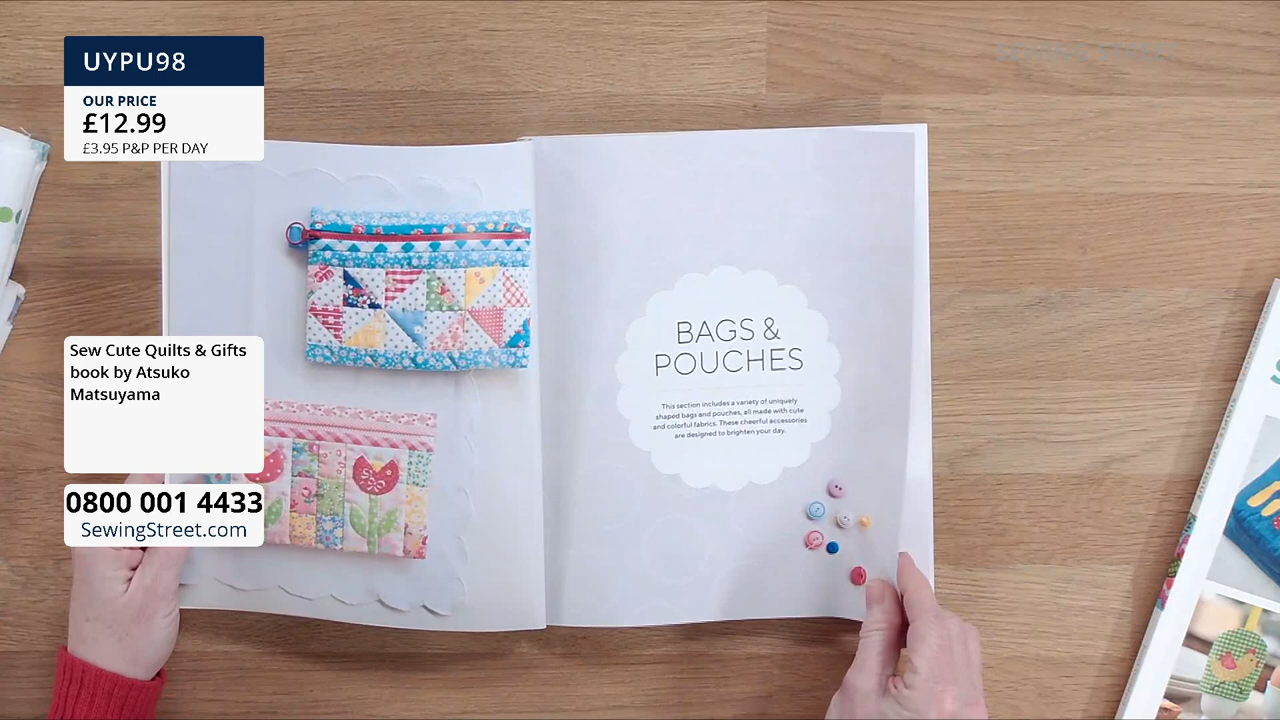 UYPU98
OUR PRICE
£12.99
£3.95 P&P PER DAY
SEWING STREET
Sew Cute Quilts & Gifts
book by Atsuko
Matsuyama
0800 001 4433
SewingStreet.com
BAGS &
POUCHES
This section includes a variety of uniquely
shaped bags and pouches, all made with cute
and colorful fabrics. These cheerful accessories
are designed to brighten your day.